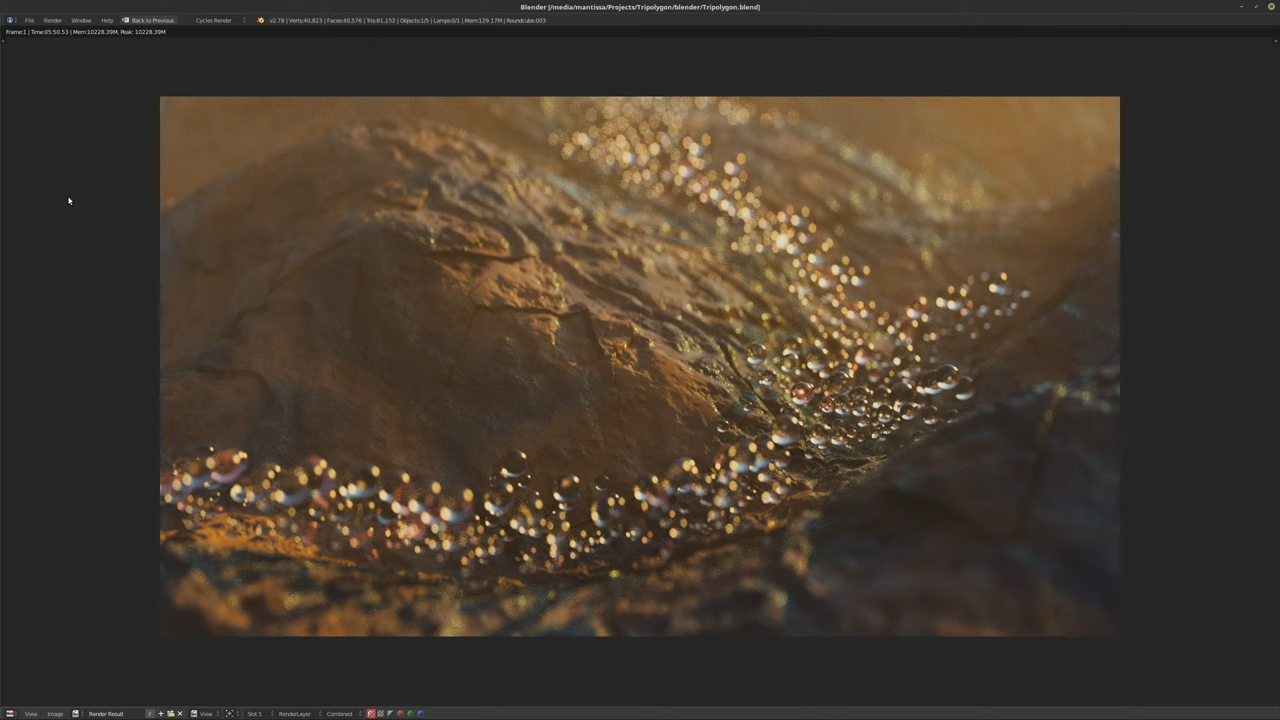 Blender [/media/mantissa/Projects/Tripolygon/blender/Tripolygon.blend]
File Render Window Help Back to Previous Cycles Render v2.78 | Verts:40,823 | Faces:40,576 | Tris:81,152 | Objects:1/5 | Lamps:0/1 | Mem:129.17M | Roundcube.003
Frame:1 | Time:05:50.53 | Mem:10228.39M, Peak: 10228.39M
View Image Render Result F View Slot 1 RenderLayer Combined